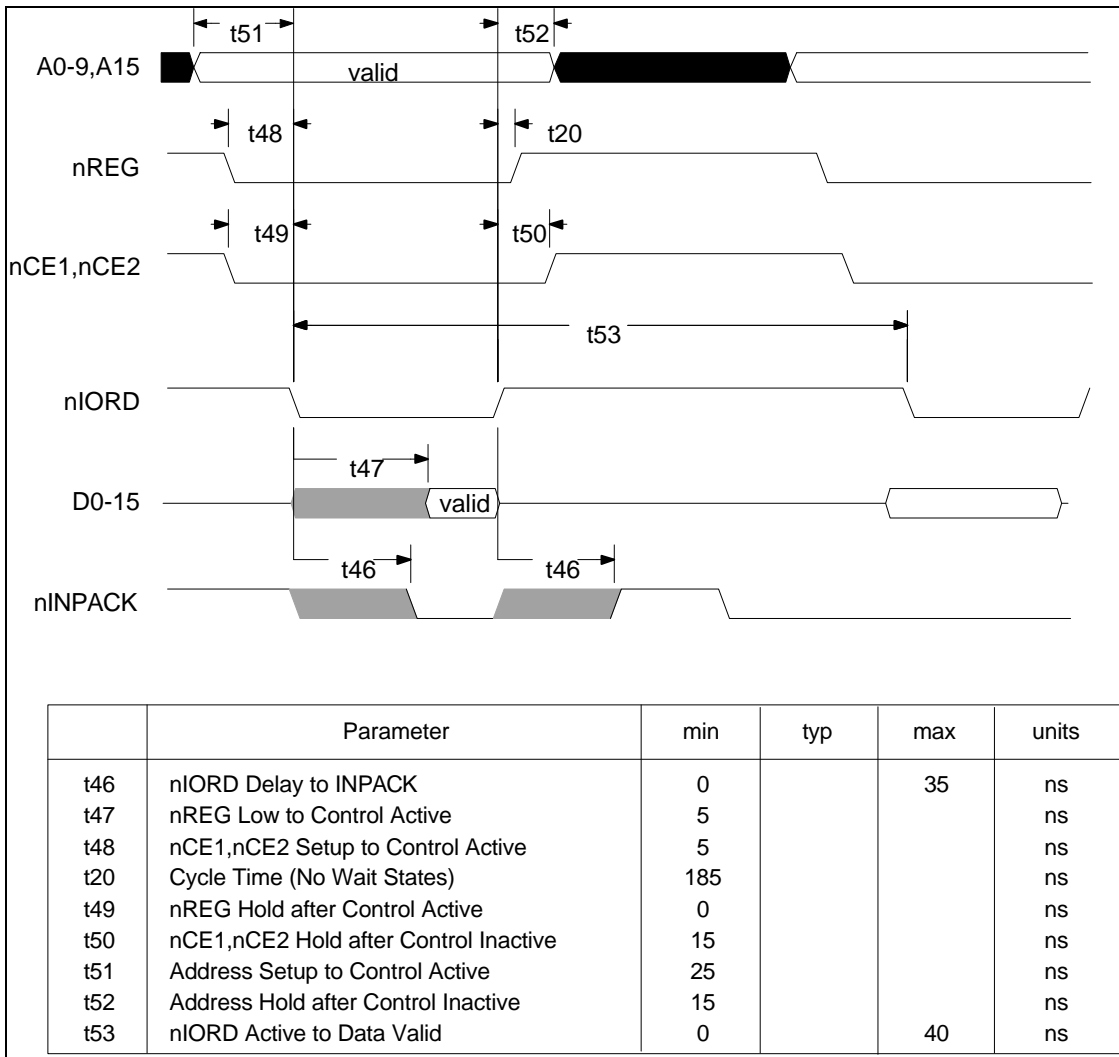 t51 t52
A0-9,A15 valid
t48 t20
nREG
t49 t50
nCE1,nCE2
t53
nIORD
t47
D0-15 valid
t46 t46
nINPACK
Parameter min typ max units
t46 nIORD Delay to INPACK 0 35 ns
t47 nREG Low to Control Active 5 ns
t48 nCE1,nCE2 Setup to Control Active 5 ns
t20 Cycle Time (No Wait States) 185 ns
t49 nREG Hold after Control Active 0 ns
t50 nCE1,nCE2 Hold after Control Inactive 15 ns
t51 Address Setup to Control Active 25 ns
t52 Address Hold after Control Inactive 15 ns
t53 nIORD Active to Data Valid 0 40 ns